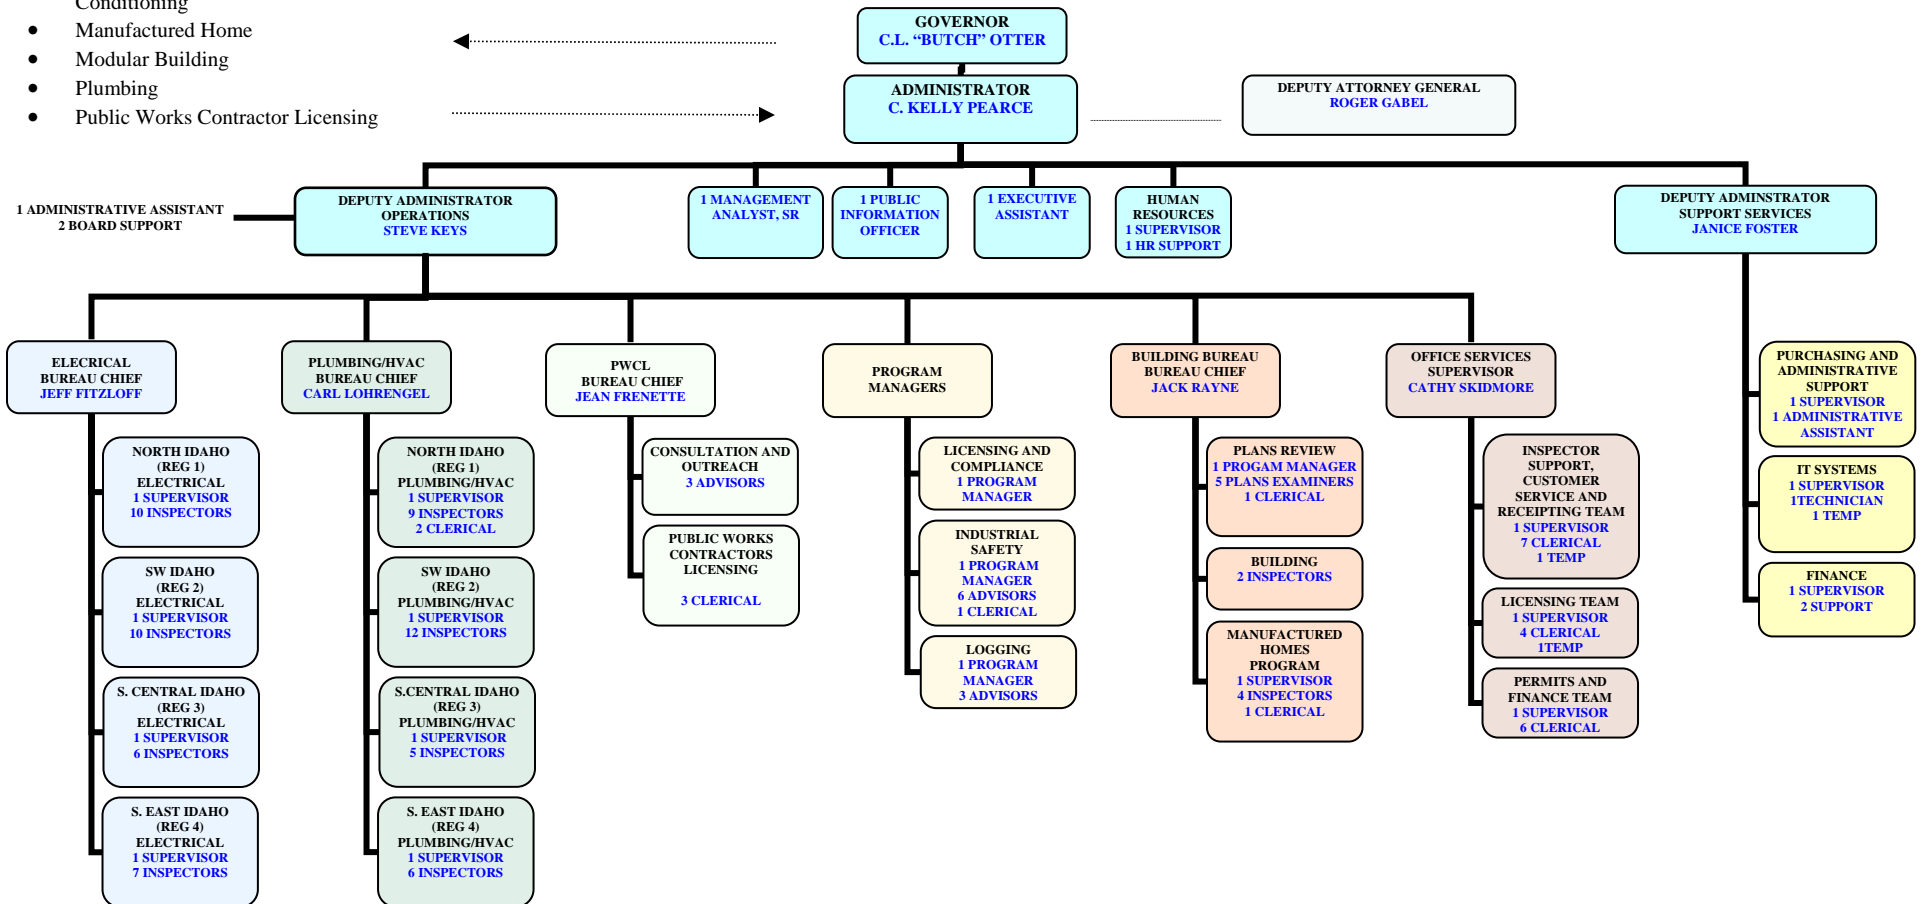 Conditioning
• Manufactured Home
• Modular Building
• Plumbing
• Public Works Contractor Licensing
GOVERNOR
C.L. “BUTCH” OTTER
ADMINISTRATOR
C. KELLY PEARCE
DEPUTY ATTORNEY GENERAL
ROGER GABEL
1 ADMINISTRATIVE ASSISTANT
2 BOARD SUPPORT
DEPUTY ADMINISTRATOR
OPERATIONS
STEVE KEYS
1 MANAGEMENT
ANALYST, SR
1 PUBLIC
INFORMATION
OFFICER
1 EXECUTIVE
ASSISTANT
HUMAN
RESOURCES
1 SUPERVISOR
1 HR SUPPORT
DEPUTY ADMINSTRATOR
SUPPORT SERVICES
JANICE FOSTER
ELECRICAL
BUREAU CHIEF
JEFF FITZLOFF
NORTH IDAHO
(REG 1)
ELECTRICAL
1 SUPERVISOR
10 INSPECTORS
SW IDAHO
(REG 2)
ELECTRICAL
1 SUPERVISOR
10 INSPECTORS
S. CENTRAL IDAHO
(REG 3)
ELECTRICAL
1 SUPERVISOR
6 INSPECTORS
S. EAST IDAHO
(REG 4)
ELECTRICAL
1 SUPERVISOR
7 INSPECTORS
PLUMBING/HVAC
BUREAU CHIEF
CARL LOHRENGEL
NORTH IDAHO
(REG 1)
PLUMBING/HVAC
1 SUPERVISOR
9 INSPECTORS
2 CLERICAL
SW IDAHO
(REG 2)
PLUMBING/HVAC
1 SUPERVISOR
12 INSPECTORS
S.CENTRAL IDAHO
(REG 3)
PLUMBING/HVAC
1 SUPERVISOR
5 INSPECTORS
S. EAST IDAHO
(REG 4)
PLUMBING/HVAC
1 SUPERVISOR
6 INSPECTORS
PWCL
BUREAU CHIEF
JEAN FRENETTE
CONSULTATION AND
OUTREACH
3 ADVISORS
PUBLIC WORKS
CONTRACTORS
LICENSING
3 CLERICAL
PROGRAM
MANAGERS
LICENSING AND
COMPLIANCE
1 PROGRAM
MANAGER
INDUSTRIAL
SAFETY
1 PROGRAM
MANAGER
6 ADVISORS
1 CLERICAL
LOGGING
1 PROGRAM
MANAGER
3 ADVISORS
BUILDING BUREAU
BUREAU CHIEF
JACK RAYNE
PLANS REVIEW
1 PROGAM MANAGER
5 PLANS EXAMINERS
1 CLERICAL
BUILDING
2 INSPECTORS
MANUFACTURED
HOMES
PROGRAM
1 SUPERVISOR
4 INSPECTORS
1 CLERICAL
OFFICE SERVICES
SUPERVISOR
CATHY SKIDMORE
INSPECTOR
SUPPORT,
CUSTOMER
SERVICE AND
RECEIPTING TEAM
1 SUPERVISOR
7 CLERICAL
1 TEMP
LICENSING TEAM
1 SUPERVISOR
4 CLERICAL
1TEMP
PERMITS AND
FINANCE TEAM
1 SUPERVISOR
6 CLERICAL
PURCHASING AND
ADMINISTRATIVE
SUPPORT
1 SUPERVISOR
1 ADMINISTRATIVE
ASSISTANT
IT SYSTEMS
1 SUPERVISOR
1TECHNICIAN
1 TEMP
FINANCE
1 SUPERVISOR
2 SUPPORT